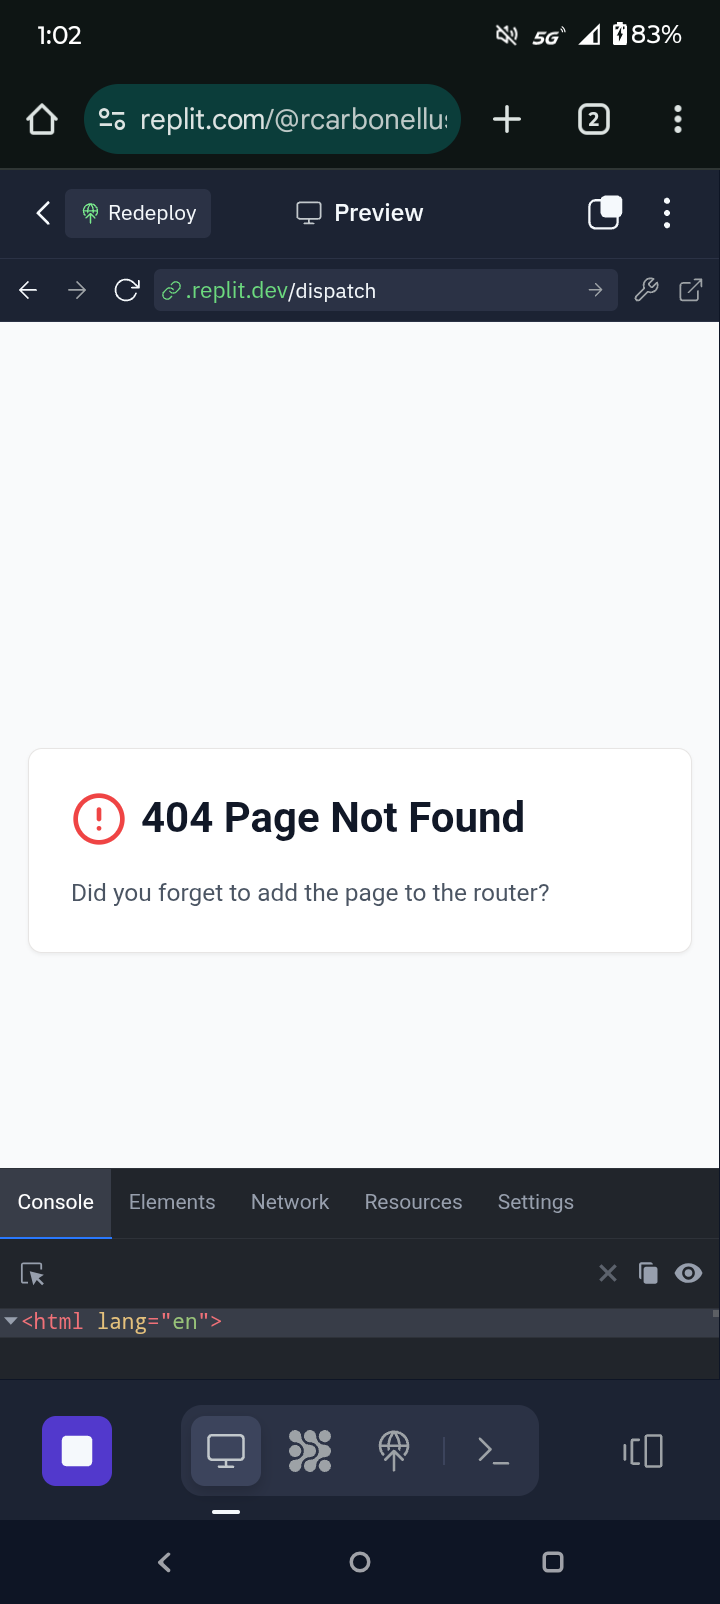 1:02
5G
83%
replit.com/@rcarbonellu
2
Redeploy
Preview
.replit.dev/dispatch
404 Page Not Found
Did you forget to add the page to the router?
Console Elements Network Resources Settings
<html lang="en">